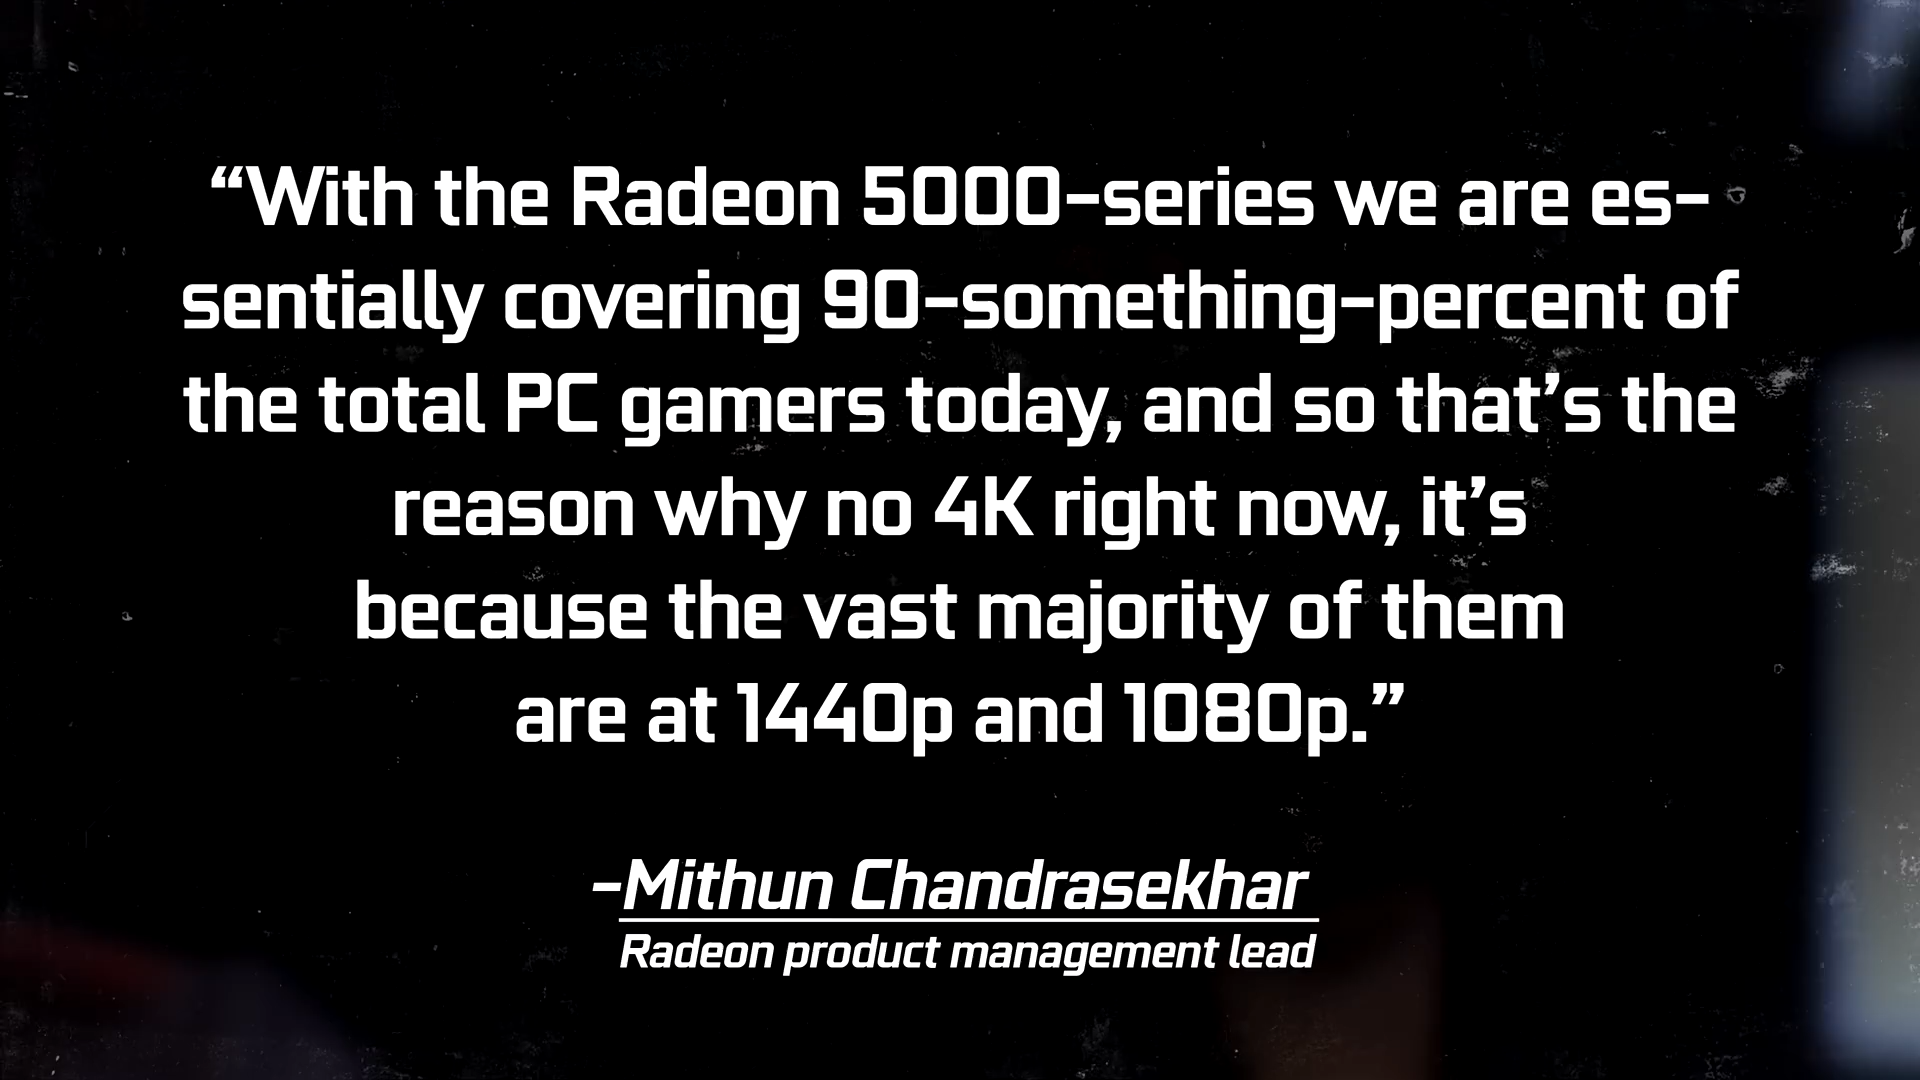 “With the Radeon 5000-series we are es-
sentially covering 90-something-percent of
the total PC gamers today, and so that’s the
reason why no 4K right now, it’s
because the vast majority of them
are at 1440p and 1080p.”
-Mithun Chandrasekhar
Radeon product management lead